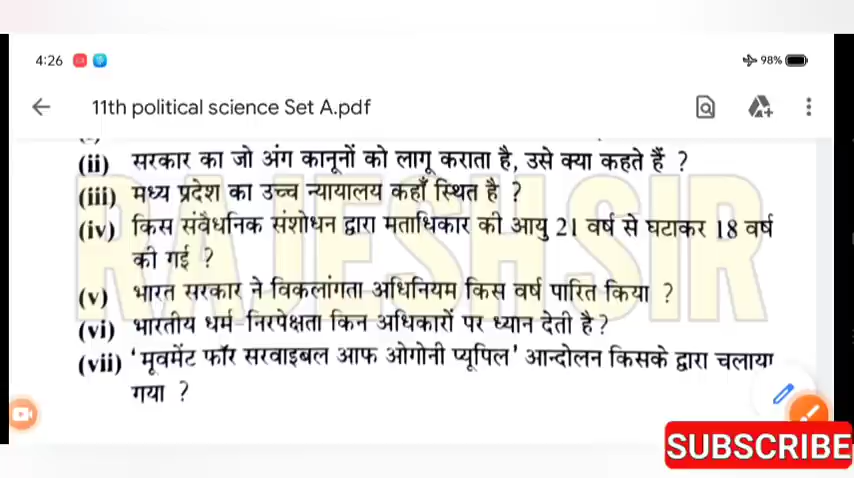 4:26
98%
11th political science Set A.pdf
(ii) सरकार का जो अंग कानूनों को लागू कराता है, उसे क्या कहते हैं ?
(iii) मध्य प्रदेश का उच्च न्यायालय कहाँ स्थित है ?
(iv) किस संवैधनिक संशोधन द्वारा मताधिकार की आयु 21 वर्ष से घटाकर 18 वर्ष
की गई ?
(v) भारत सरकार ने विकलांगता अधिनियम किस वर्ष पारित किया ?
(vi) भारतीय धर्म-निरपेक्षता किन अधिकारों पर ध्यान देती है?
(vii) 'मूवमेंट फॉर सरवाइबल आफ ओगोनी प्यूपिल' आन्दोलन किसके द्वारा चलाया
गया ?
RAJESH SIR
SUBSCRIBE